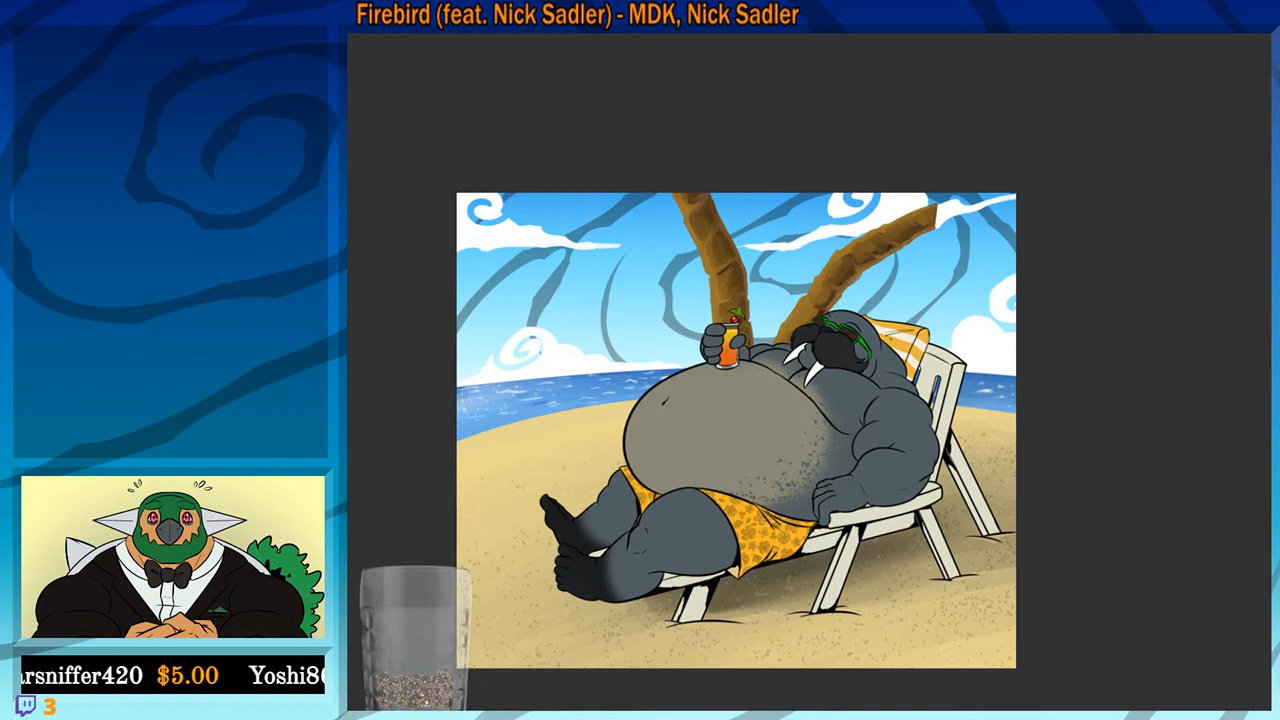 Firebird (feat. Nick Sadler) - MDK, Nick Sadler
rsniffer420 $5.00 Yoshi8
3